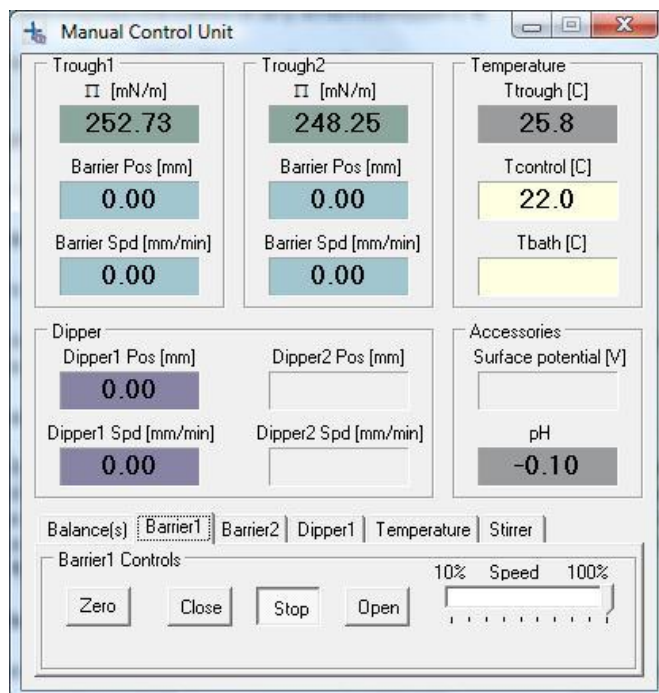 Manual Control Unit
Trough1
Π [mN/m]
252.73
Barrier Pos [mm]
0.00
Barrier Spd [mm/min]
0.00
Trough2
Π [mN/m]
248.25
Barrier Pos [mm]
0.00
Barrier Spd [mm/min]
0.00
Temperature
Ttrough [C]
25.8
Tcontrol [C]
22.0
Tbath [C]
Dipper
Dipper1 Pos [mm]
0.00
Dipper1 Spd [mm/min]
0.00
Dipper2 Pos [mm]
Dipper2 Spd [mm/min]
Accessories
Surface potential [V]
pH
-0.10
Balance(s) Barrier1 Barrier2 Dipper1 Temperature Stirrer
Barrier1 Controls
10% Speed 100%
Zero Close Stop Open